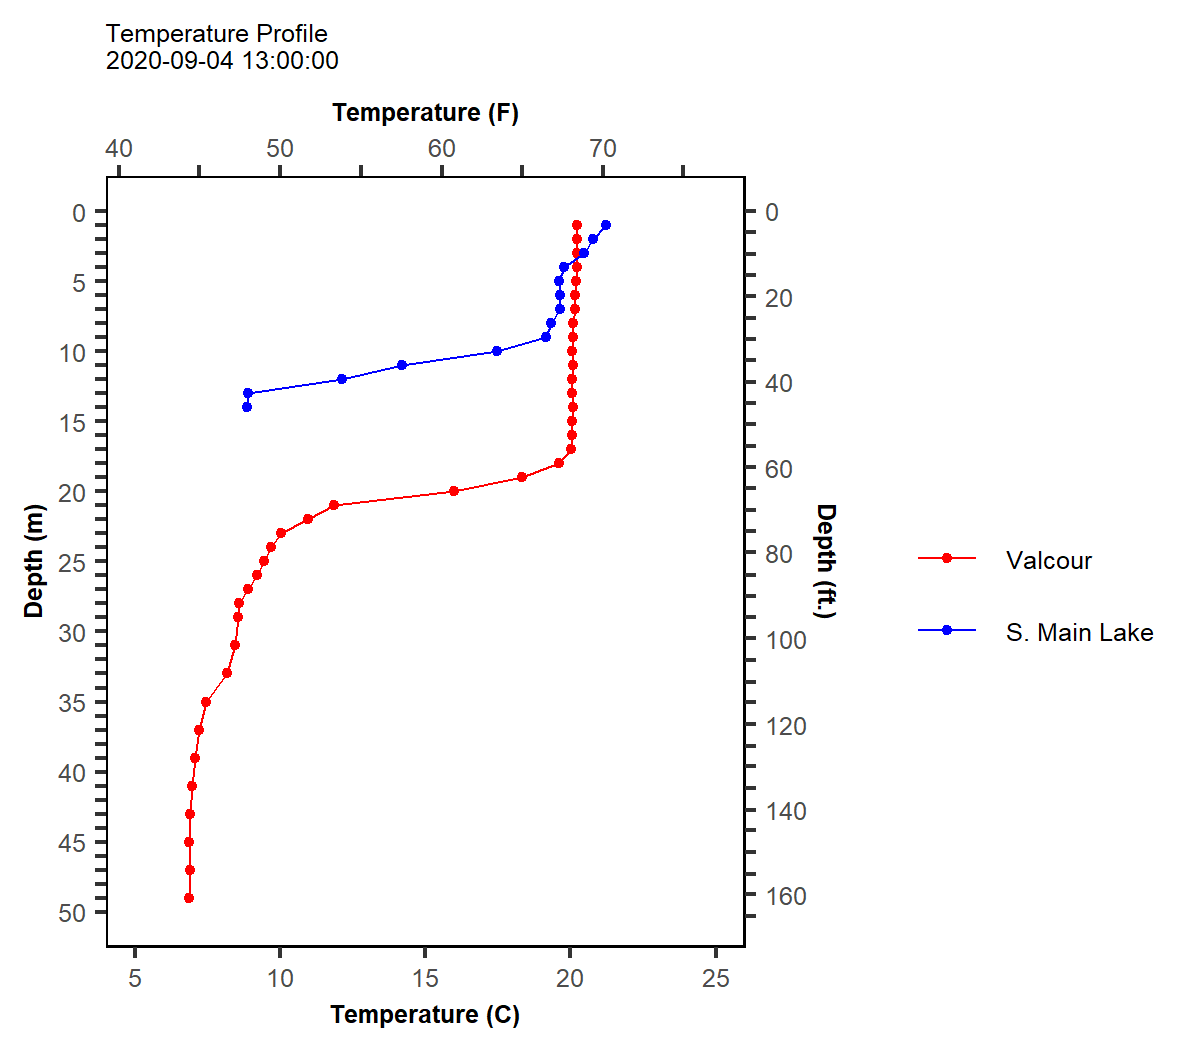 Temperature Profile
2020-09-04 13:00:00
Temperature (F)
40 50 60 70
0
5
10
15
20
25
30
35
40
45
50
Depth (m)
0
20
40
60
80
100
120
140
160
Depth (ft.)
Valcour
S. Main Lake
5 10 15 20 25
Temperature (C)